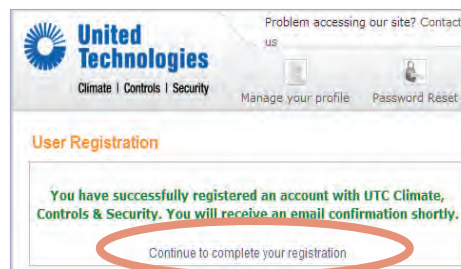 United
Technologies
Climate | Controls | Security
Problem accessing our site? Contact
us
Manage your profile Password Reset
User Registration
You have successfully registered an account with UTC Climate,
Controls & Security. You will receive an email confirmation shortly.
Continue to complete your registration